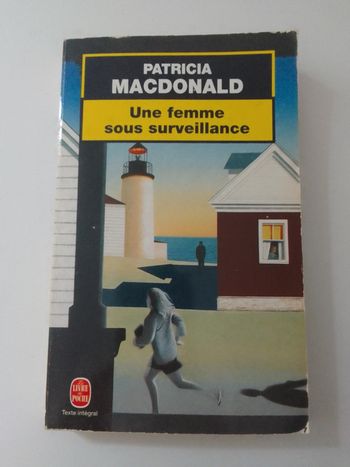 PATRICIA
MACDONALD
Une femme
sous surveillance
LE LIVRE
DE
POCHE
Texte intégral